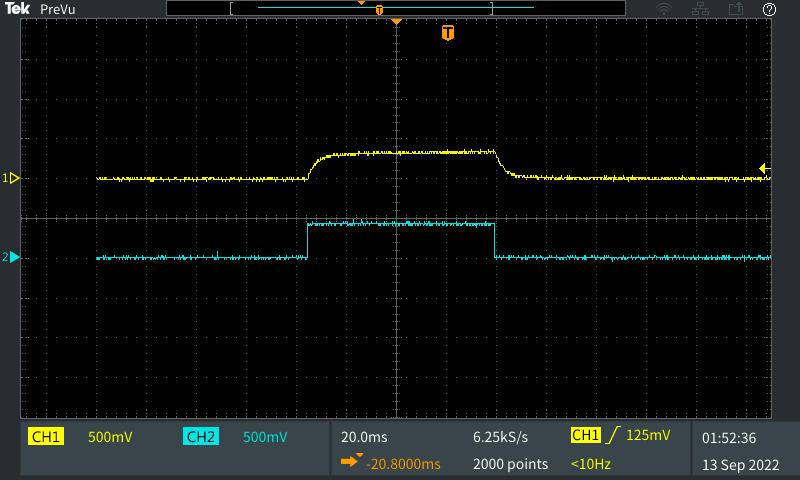 Tek PreVu
T
?
T
1
2
CH1 500mV CH2 500mV 20.0ms 6.25kS/s CH1 125mV 01:52:36
-20.8000ms 2000 points <10Hz 13 Sep 2022